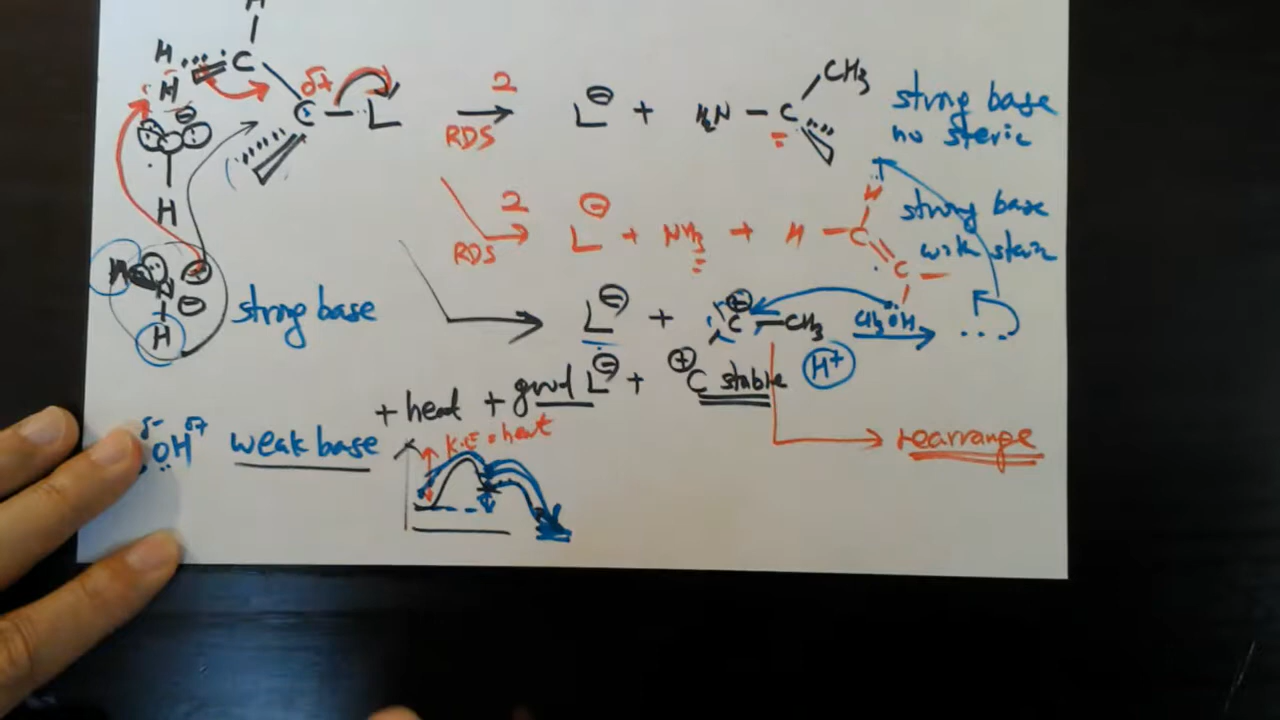 H
H C
H δ+ C — L 2 RDS L ⊖ + H₂N — C CH₃ strong base
no steric
H
2 RDS L ⊖ + NH₃ + H — C = C H strong base
with steric
H N ⊖ H strong base L ⊖ + C ⊕ — CH₃ CH₃OH ...
+ heat + good L ⊖ + ⊕ C stable H+
δ- OH δ+ weak base K.E = heat rearrange